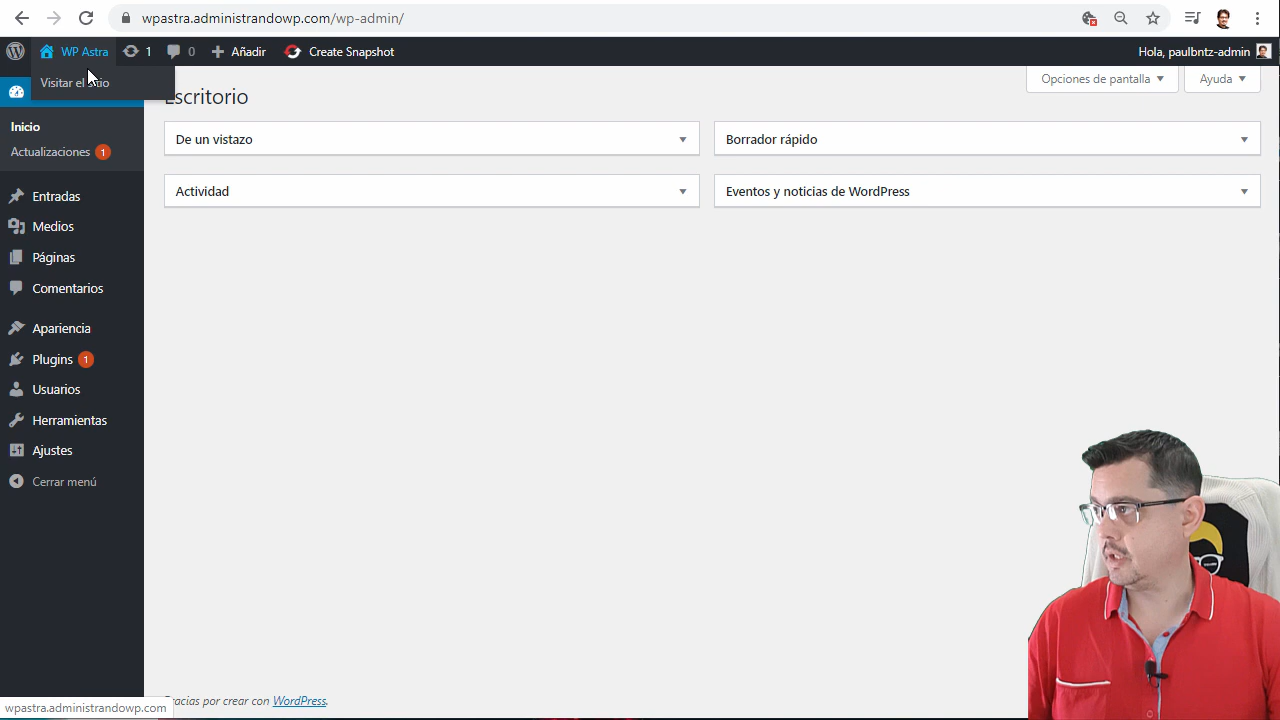 wpastra.administrandowp.com/wp-admin/
WP Astra 1 0 Añadir Create Snapshot Hola, paulbntz-admin
Visitar el sitio
Opciones de pantalla Ayuda
Escritorio
Inicio
Actualizaciones 1
De un vistazo
Borrador rápido
Actividad
Eventos y noticias de WordPress
Entradas
Medios
Páginas
Comentarios
Apariencia
Plugins 1
Usuarios
Herramientas
Ajustes
Cerrar menú
Gracias por crear con WordPress.
wpastra.administrandowp.com